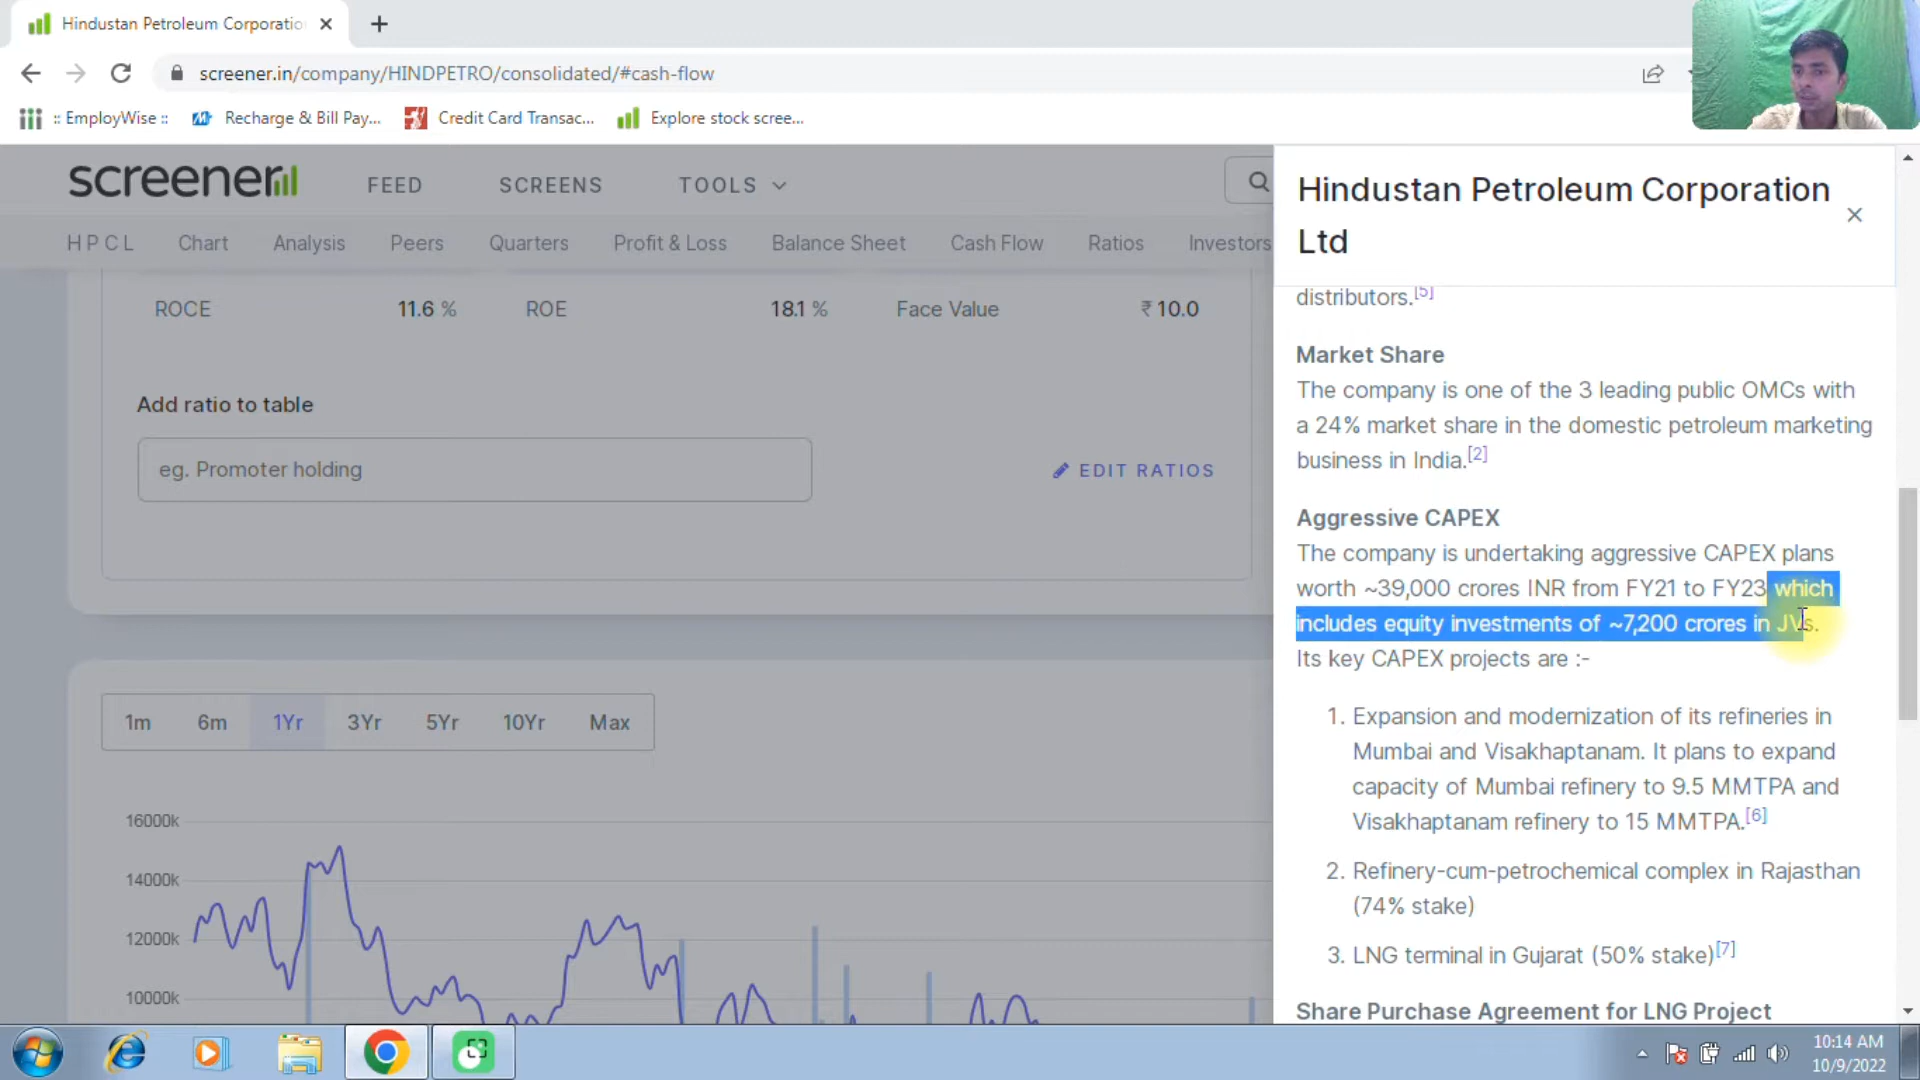 Hindustan Petroleum Corporatio
screener.in/company/HINDPETRO/consolidated/#cash-flow
:: EmployWise :: Recharge & Bill Pay... Credit Card Transac... Explore stock scree...
screener FEED SCREENS TOOLS
H P C L Chart Analysis Peers Quarters Profit & Loss Balance Sheet Cash Flow Ratios Investors
ROCE 11.6 % ROE 18.1 % Face Value ₹ 10.0
Add ratio to table
eg. Promoter holding EDIT RATIOS
1m 6m 1Yr 3Yr 5Yr 10Yr Max
16000k
14000k
12000k
10000k
Hindustan Petroleum Corporation
Ltd
distributors.[5]
Market Share
The company is one of the 3 leading public OMCs with
a 24% market share in the domestic petroleum marketing
business in India.[2]
Aggressive CAPEX
The company is undertaking aggressive CAPEX plans
worth ~39,000 crores INR from FY21 to FY23 which
includes equity investments of ~7,200 crores in JVs.
Its key CAPEX projects are :-
1. Expansion and modernization of its refineries in
Mumbai and Visakhaptanam. It plans to expand
capacity of Mumbai refinery to 9.5 MMTPA and
Visakhaptanam refinery to 15 MMTPA.[6]
2. Refinery-cum-petrochemical complex in Rajasthan
(74% stake)
3. LNG terminal in Gujarat (50% stake)[7]
Share Purchase Agreement for LNG Project
10:14 AM
10/9/2022